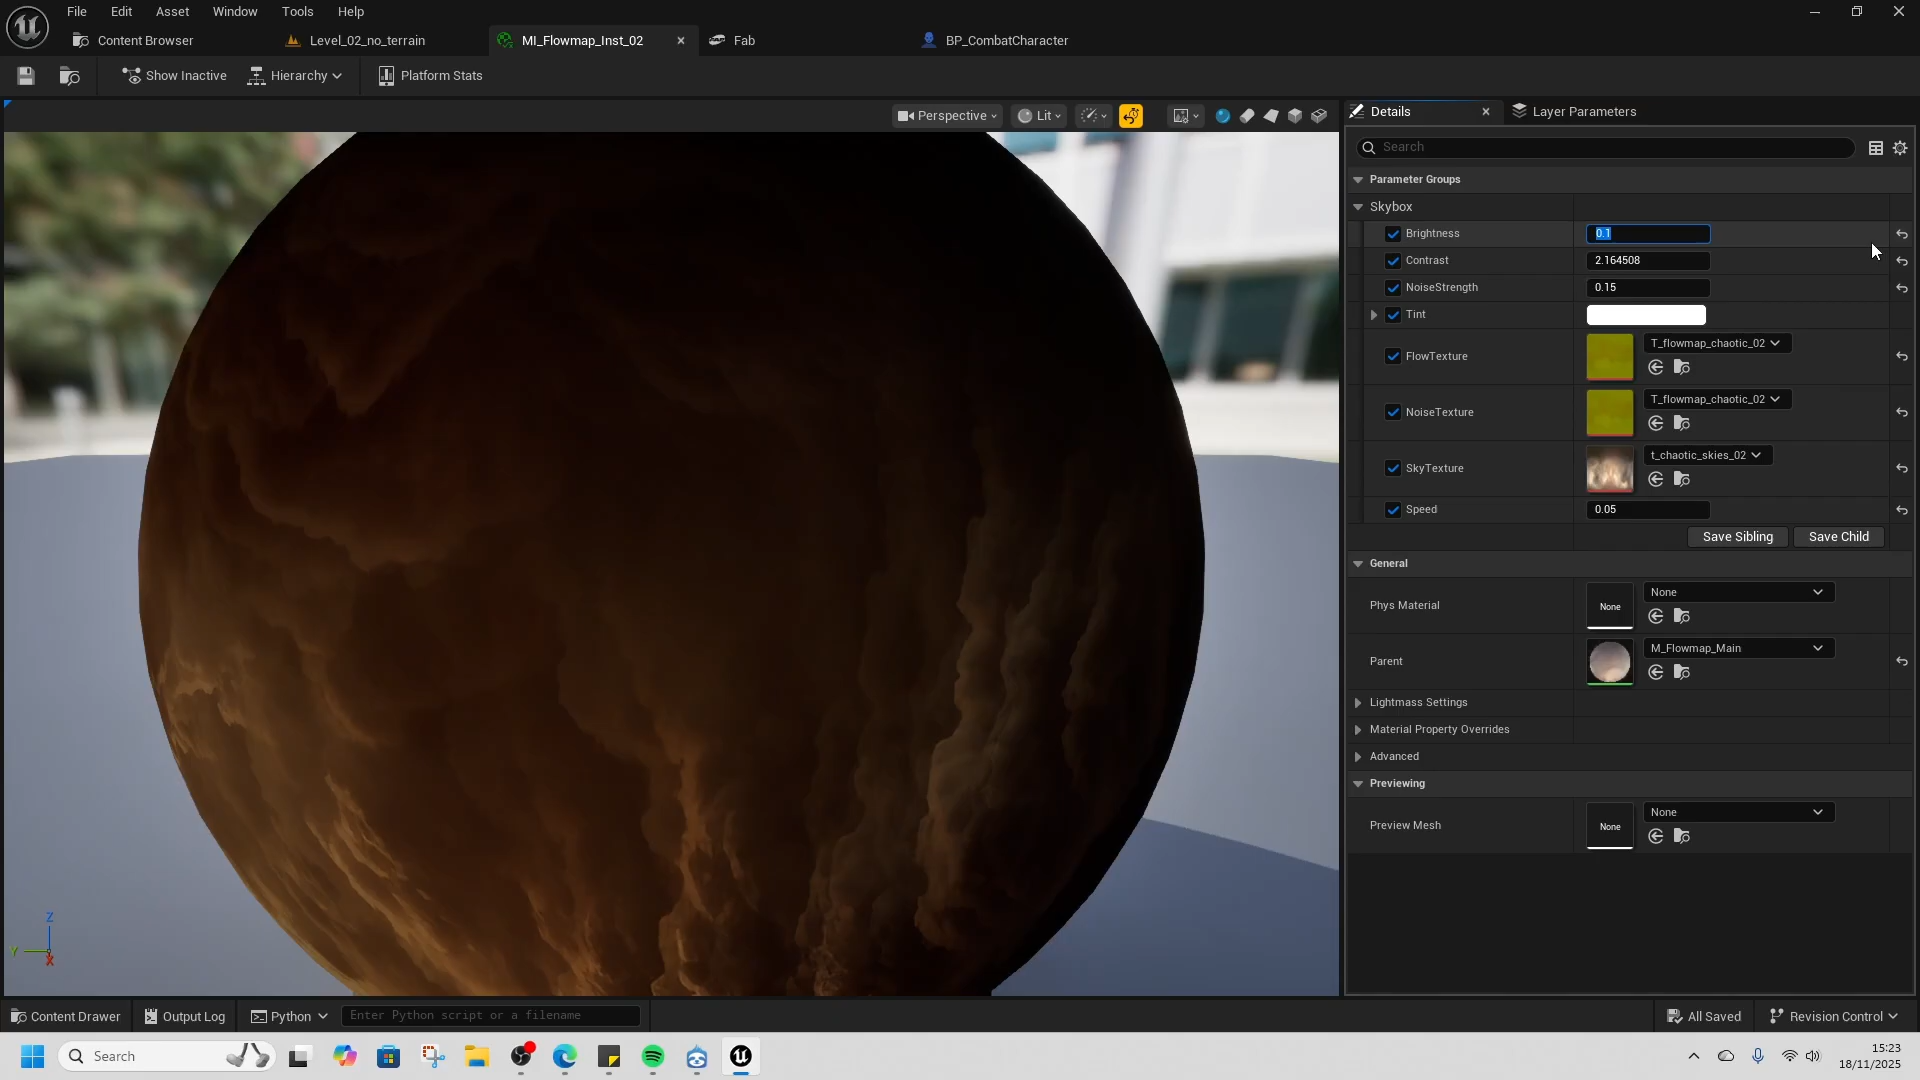 File Edit Asset Window Tools Help
Content Browser Level_02_no_terrain MI_Flowmap_Inst_02 Fab BP_CombatCharacter
Show Inactive Hierarchy Platform Stats
Perspective Lit
Details Layer Parameters
Search
Parameter Groups
Skybox
Brightness 0.1
Contrast 2.164508
NoiseStrength 0.15
Tint
FlowTexture T_flowmap_chaotic_02
NoiseTexture T_flowmap_chaotic_02
SkyTexture t_chaotic_skies_02
Speed 0.05
Save Sibling Save Child
General
Phys Material None None
Parent M_Flowmap_Main
Lightmass Settings
Material Property Overrides
Advanced
Previewing
Preview Mesh None None
Z
Y
X
Content Drawer Output Log Python Enter Python script or a filename All Saved Revision Control
Search
15:23
18/11/2025